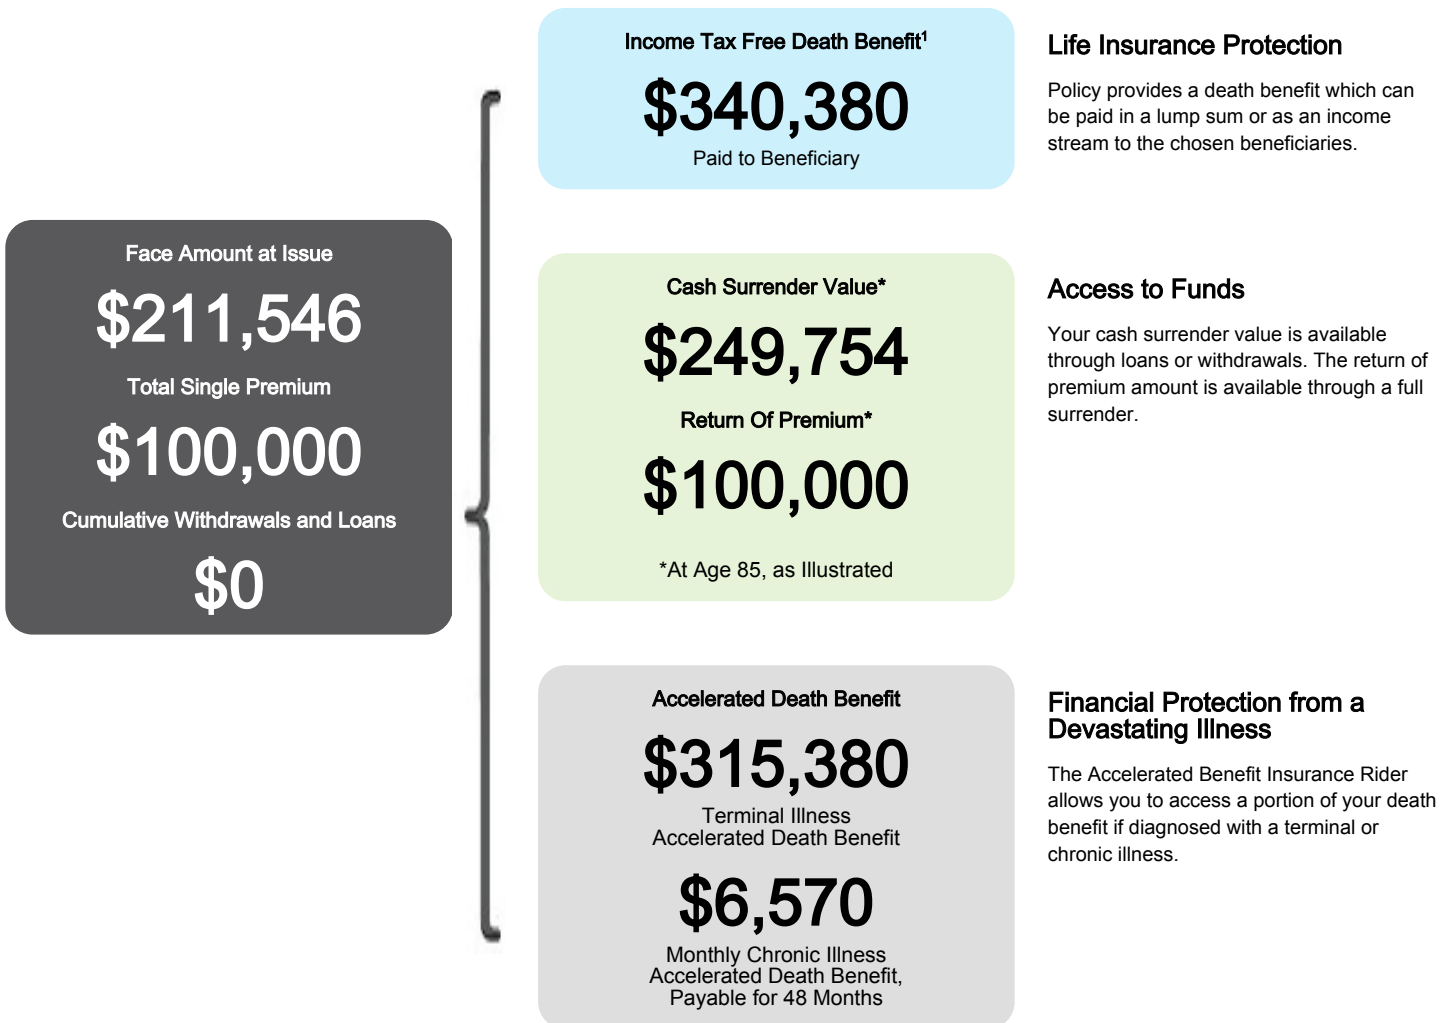 Face Amount at Issue
$211,546
Total Single Premium
$100,000
Cumulative Withdrawals and Loans
$0
Income Tax Free Death Benefit¹
$340,380
Paid to Beneficiary
Life Insurance Protection
Policy provides a death benefit which can
be paid in a lump sum or as an income
stream to the chosen beneficiaries.
Cash Surrender Value*
$249,754
Return Of Premium*
$100,000
*At Age 85, as Illustrated
Access to Funds
Your cash surrender value is available
through loans or withdrawals. The return of
premium amount is available through a full
surrender.
Accelerated Death Benefit
$315,380
Terminal Illness
Accelerated Death Benefit
$6,570
Monthly Chronic Illness
Accelerated Death Benefit,
Payable for 48 Months
Financial Protection from a
Devastating Illness
The Accelerated Benefit Insurance Rider
allows you to access a portion of your death
benefit if diagnosed with a terminal or
chronic illness.